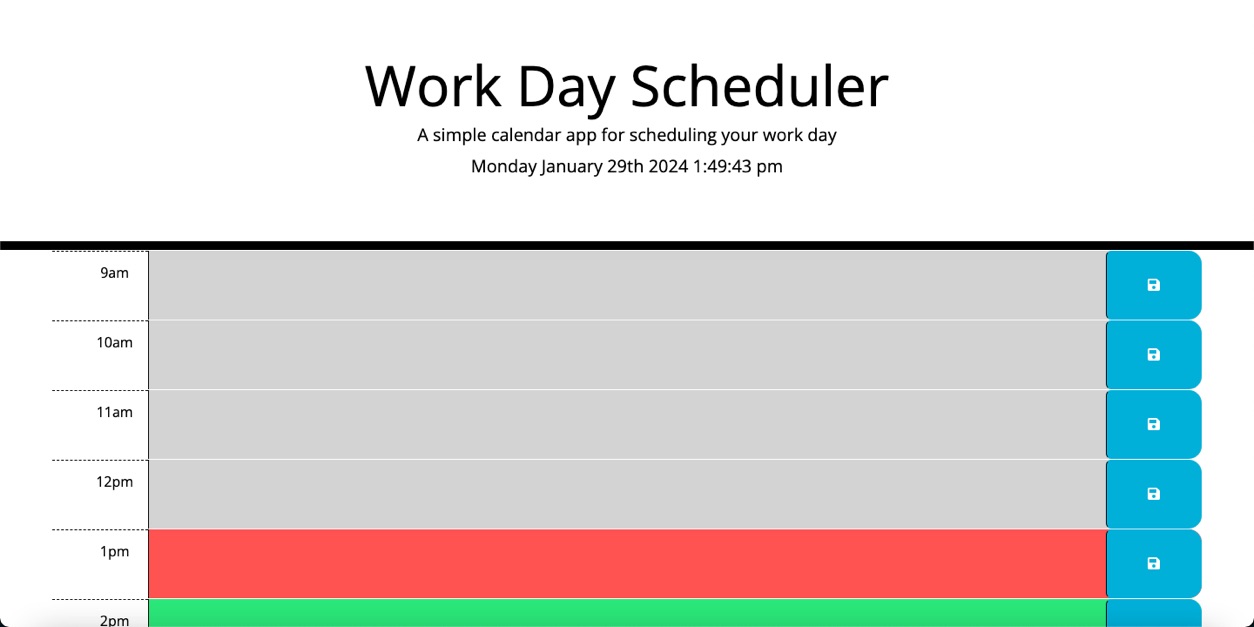 Work Day Scheduler
A simple calendar app for scheduling your work day
Monday January 29th 2024 1:49:43 pm
9am
10am
11am
12pm
1pm
2pm